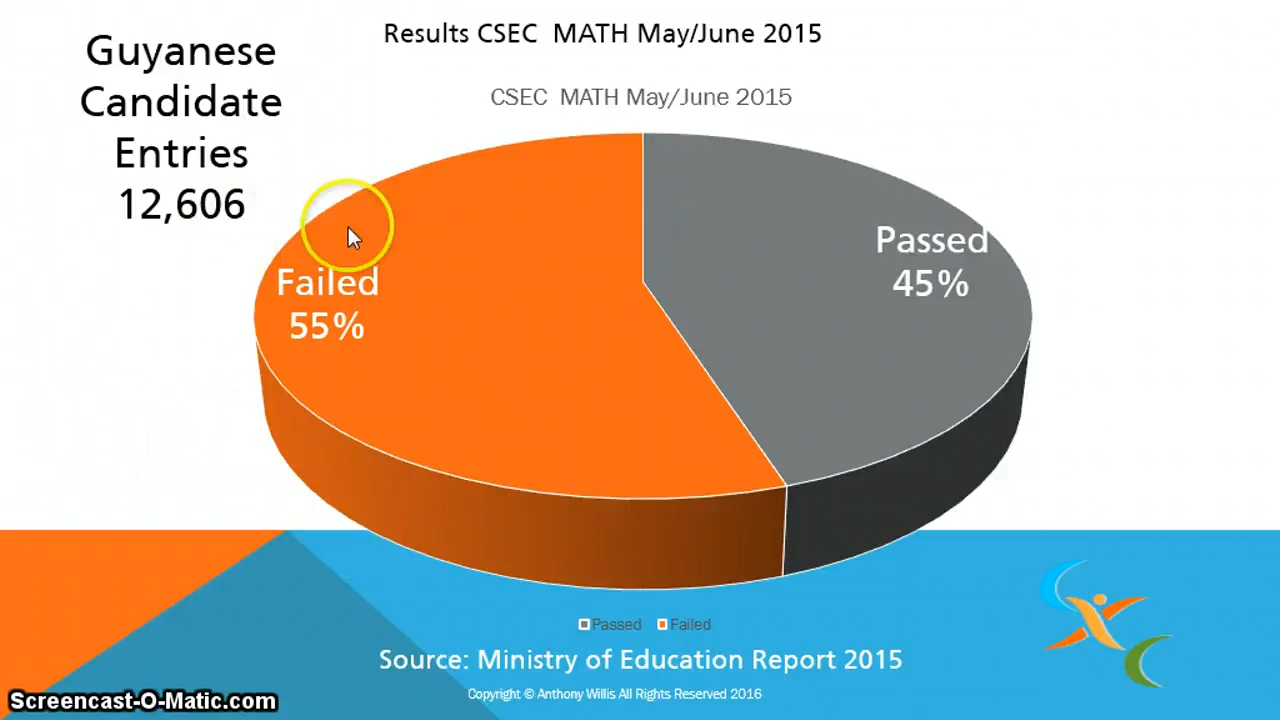 Results CSEC MATH May/June 2015
Guyanese
Candidate
Entries
12,606
CSEC MATH May/June 2015
Passed
45%
Failed
55%
Passed Failed
Source: Ministry of Education Report 2015
Copyright © Anthony Willis All Rights Reserved 2016
Screencast-O-Matic.com